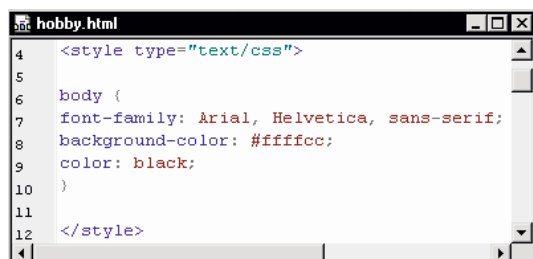 hobby.html
4 <style type="text/css">
5
6 body {
7 font-family: Arial, Helvetica, sans-serif;
8 background-color: #ffffcc;
9 color: black;
10 }
11
12 </style>